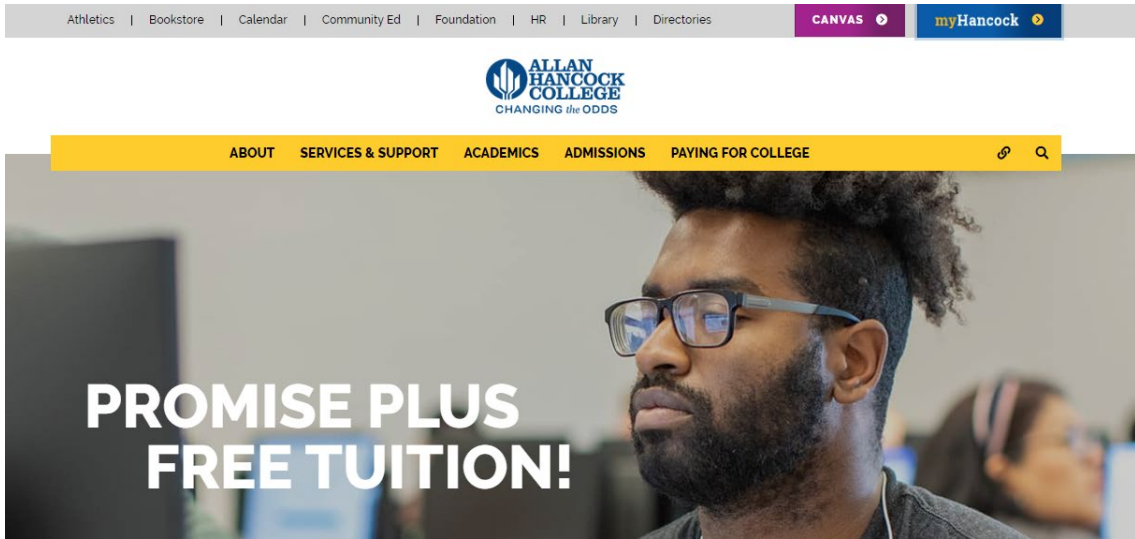 Athletics | Bookstore | Calendar | Community Ed | Foundation | HR | Library | Directories CANVAS myHancock
ALLAN
HANCOCK
COLLEGE
CHANGING the ODDS
ABOUT SERVICES & SUPPORT ACADEMICS ADMISSIONS PAYING FOR COLLEGE
PROMISE PLUS
FREE TUITION!